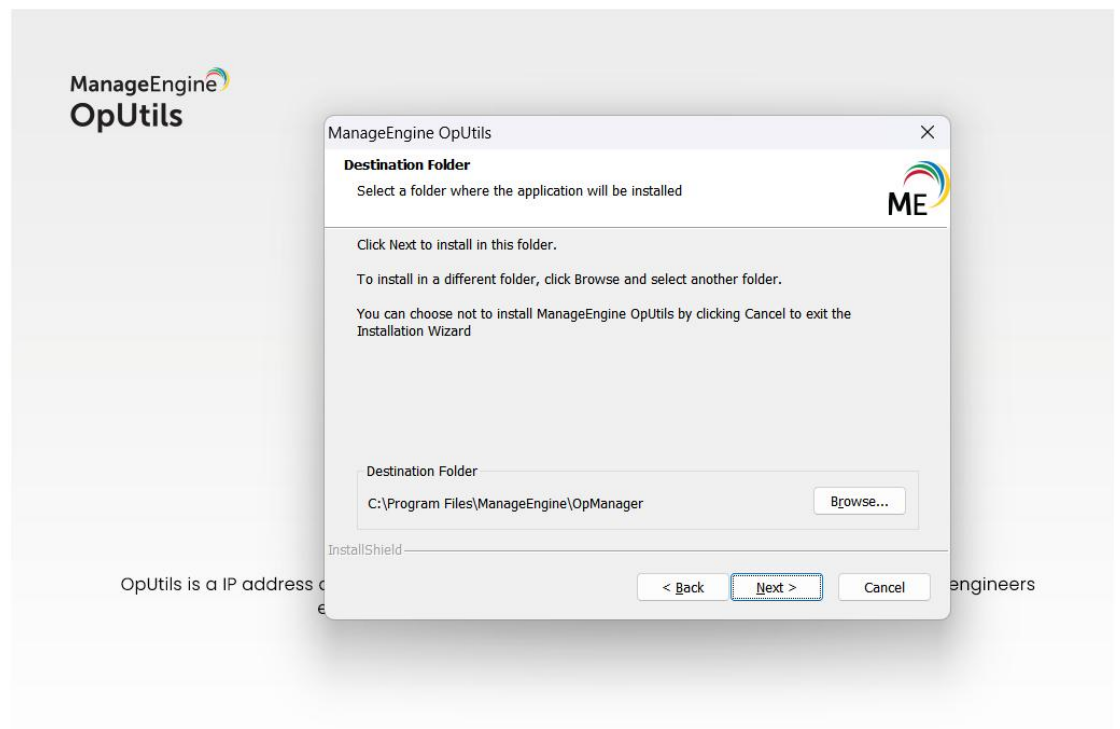 ManageEngine
OpUtils
ManageEngine OpUtils
Destination Folder
Select a folder where the application will be installed
ME
Click Next to install in this folder.
To install in a different folder, click Browse and select another folder.
You can choose not to install ManageEngine OpUtils by clicking Cancel to exit the
Installation Wizard
Destination Folder
C:\Program Files\ManageEngine\OpManager
Browse...
InstallShield
< Back
Next >
Cancel
OpUtils is a IP address
engineers